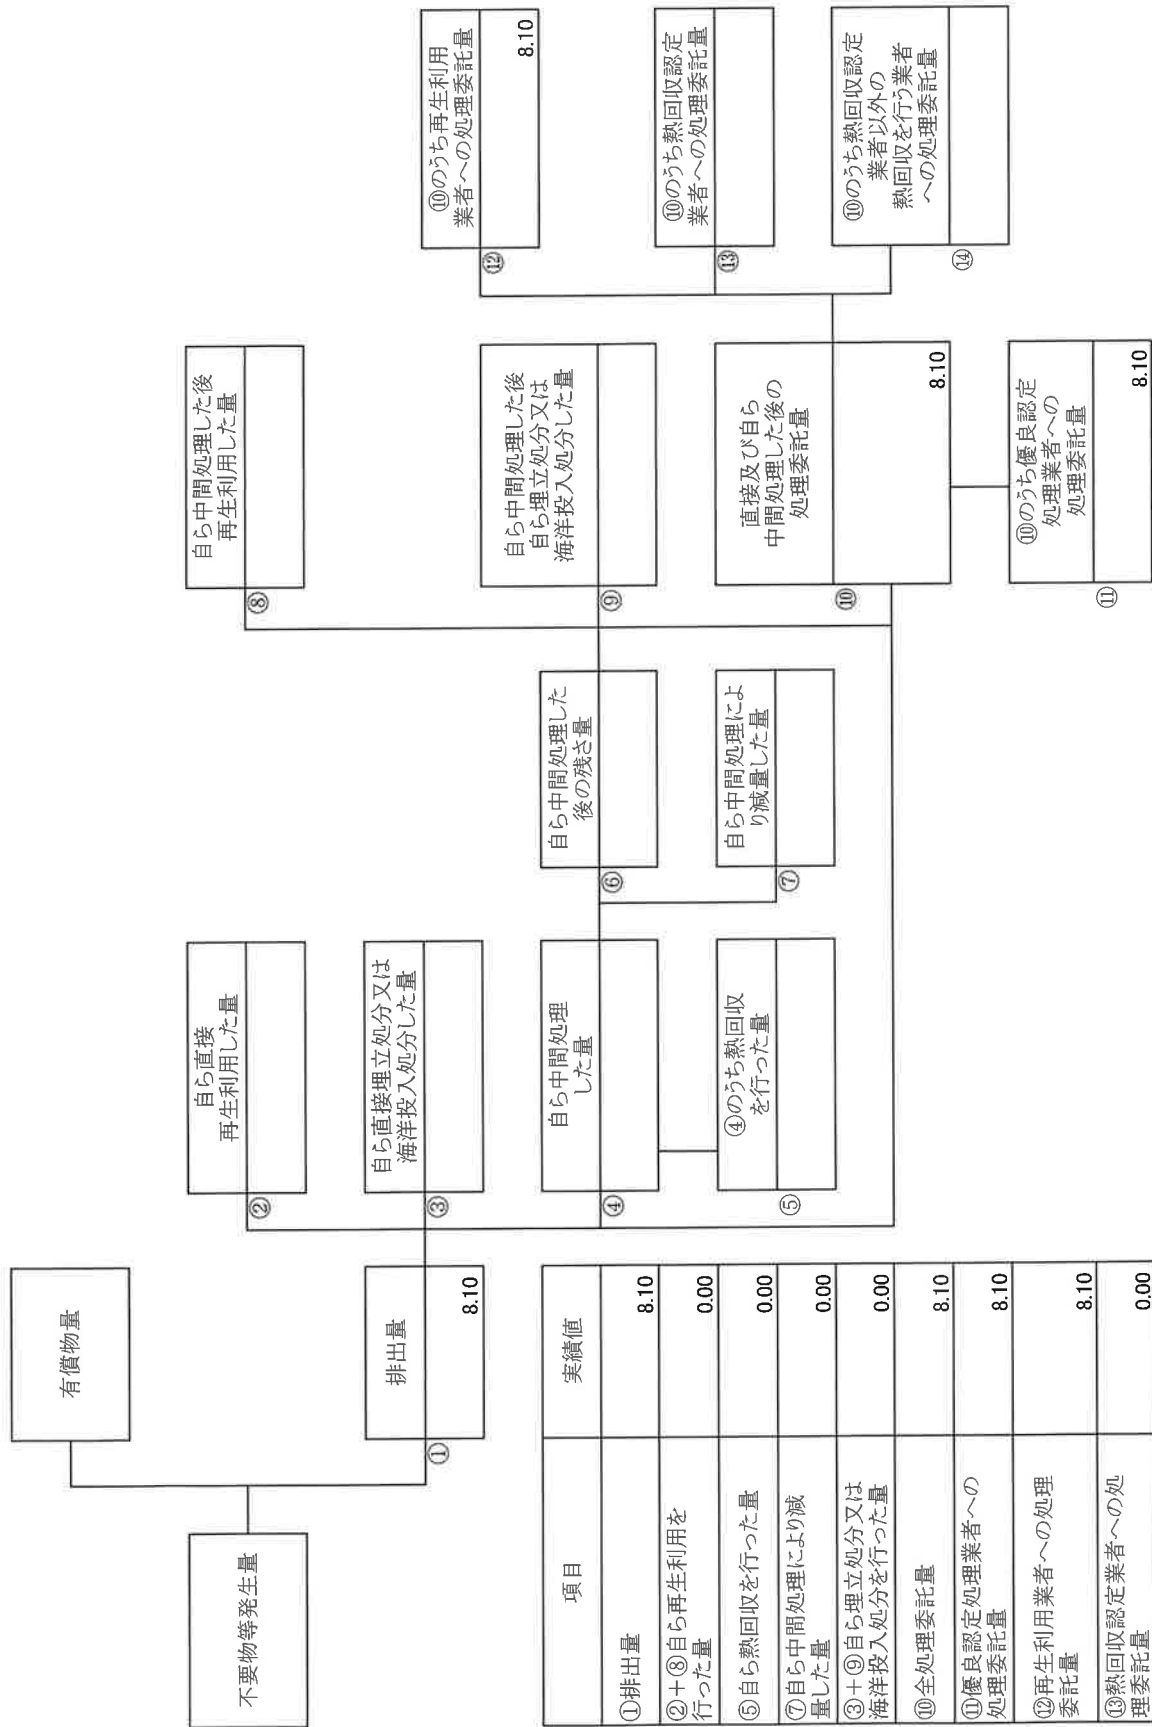 不要物等発生量
有償物量
①
排出量
8.10
②
自ら直接
再生利用した量
③
自ら直接埋立処分又は
海洋投入処分した量
④
自ら中間処理
した量
⑤
④のうち熱回収
を行った量
⑥
自ら中間処理した
後の残さ量
⑦
自ら中間処理によ
り減量した量
⑧
自ら中間処理した後
再生利用した量
⑨
自ら中間処理した後
自ら埋立処分又は
海洋投入処分した量
⑩
直接及び自ら
中間処理した後の
処理委託量
8.10
⑪
⑩のうち優良認定
処理業者への
処理委託量
8.10
⑫
⑩のうち再生利用
業者への処理委託量
8.10
⑬
⑩のうち熱回収認定
業者への処理委託量
⑭
⑩のうち熱回収認定
業者以外の
熱回収を行う業者
への処理委託量
項目
実績値
①排出量
8.10
②+⑧自ら再生利用を
行った量
0.00
⑤自ら熱回収を行った量
0.00
⑦自ら中間処理により減
量した量
0.00
③+⑨自ら埋立処分又は
海洋投入処分を行った量
0.00
⑩全処理委託量
8.10
⑪優良認定処理業者への
処理委託量
8.10
⑫再生利用業者への処理
委託量
8.10
⑬熱回収認定業者への処
理委託量
0.00